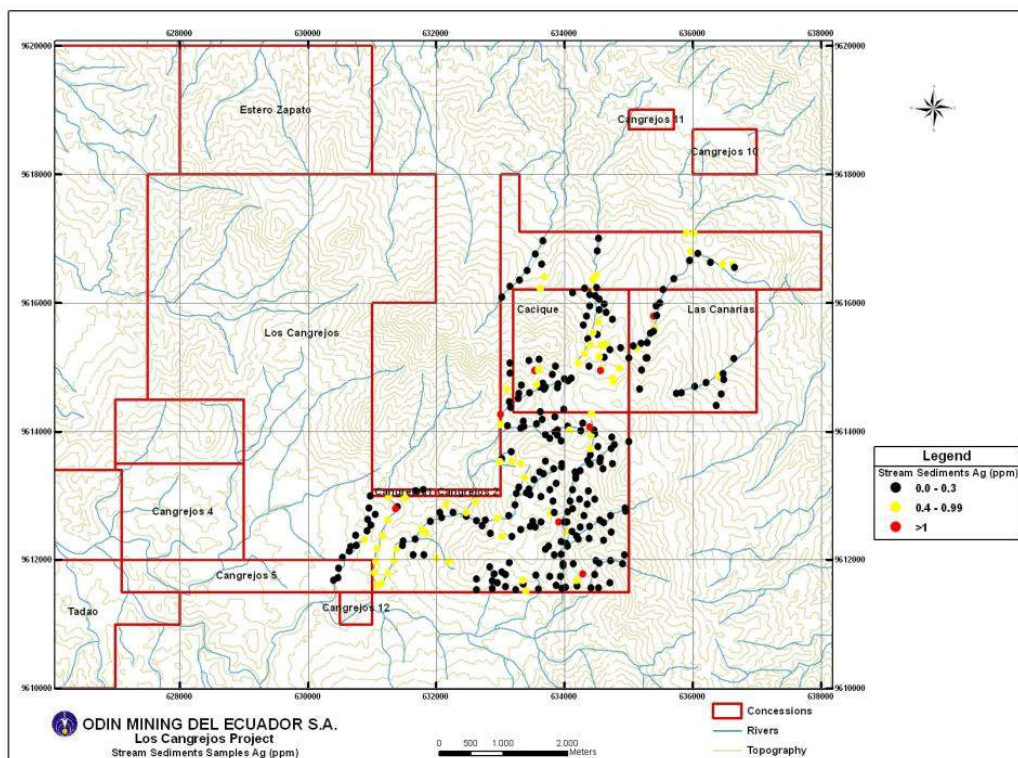 628000 630000 632000 634000 636000 638000
9620000 9620000
Estero Zapato
Cangrejos 11
Cangrejos 10
9618000 9618000
9616000 9616000
Cacique
Las Canarias
Los Cangrejos
9614000 9614000
Legend
Stream Sediments Ag (ppm)
0.0 - 0.3
0.4 - 0.99
>1
Cangrejos 2
Cangrejos 4
9612000 9612000
Cangrejos 5
Tadao
Cangrejos 12
9610000 9610000
628000 630000 632000 634000 636000 638000
ODIN MINING DEL ECUADOR S.A.
Los Cangrejos Project
Stream Sediments Samples Ag (ppm)
0 500 1.000 2.000
Meters
Concessions
Rivers
Topography